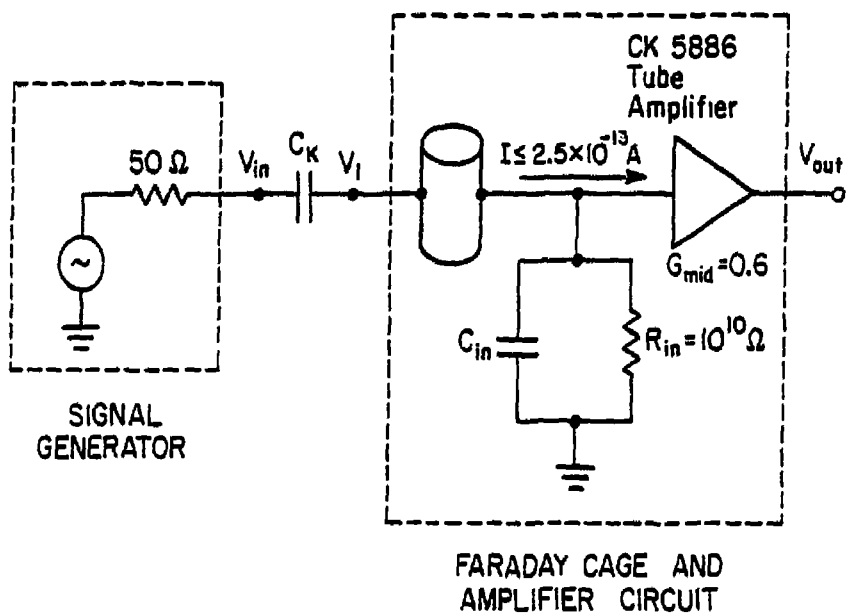 CK 5886
Tube
Amplifier
50 Ω
V_in
C_K
V_1
I ≤ 2.5×10^-13 A
V_out
~
G_mid = 0.6
C_in
R_in = 10^10 Ω
SIGNAL
GENERATOR
FARADAY CAGE AND
AMPLIFIER CIRCUIT